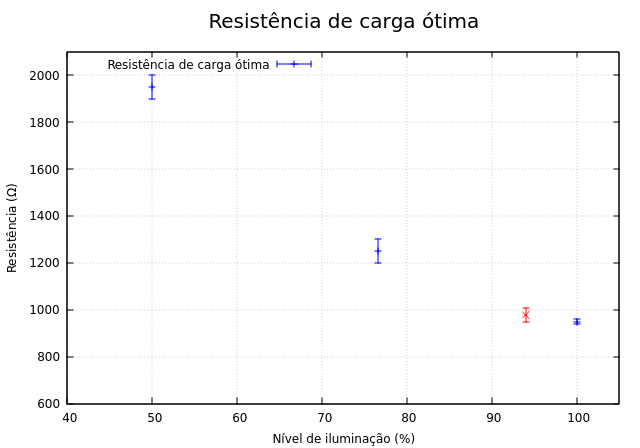 Resistência de carga ótima
Resistência de carga ótima
2000
1800
1600
1400
1200
1000
800
600
Resistência (Ω)
40 50 60 70 80 90 100
Nível de iluminação (%)